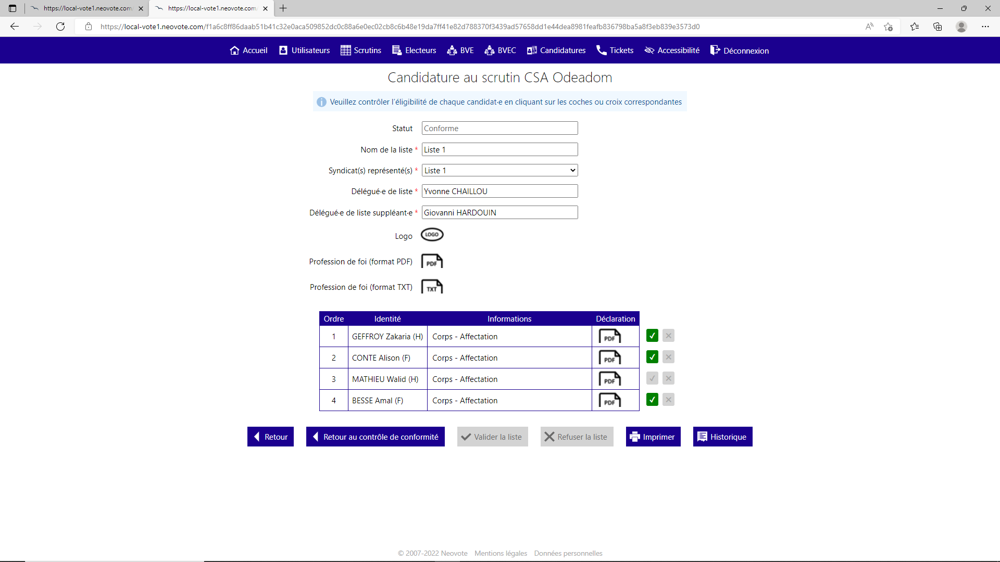 https://local-vote1.neovote.com
https://local-vote1.neovote.com
https://local-vote1.neovote.com/f1a6c8ff86daab51b41c32e0aca509852dc0c88a6e0ec02cb8c6b48e19da7ff41e82d788370f3439ad57658dd1e44dea8981feafb836798ba5a8f3eb839e3573d0
Accueil Utilisateurs Scrutins Electeurs BVE BVEC Candidatures Tickets Accessibilité Déconnexion
Candidature au scrutin CSA Odeadom
Veuillez contrôler l'éligibilité de chaque candidat·e en cliquant sur les coches ou croix correspondantes
Statut Conforme
Nom de la liste * Liste 1
Syndicat(s) représenté(s) * Liste 1
Délégué·e de liste * Yvonne CHAILLOU
Délégué·e de liste suppléant·e * Giovanni HARDOUIN
Logo LOGO
Profession de foi (format PDF) PDF
Profession de foi (format TXT) TXT
Ordre Identité Informations Déclaration
1 GEFFROY Zakaria (H) Corps - Affectation PDF
2 CONTE Alison (F) Corps - Affectation PDF
3 MATHIEU Walid (H) Corps - Affectation PDF
4 BESSE Amal (F) Corps - Affectation PDF
Retour Retour au contrôle de conformité Valider la liste Refuser la liste Imprimer Historique
© 2007-2022 Neovote Mentions légales Données personnelles